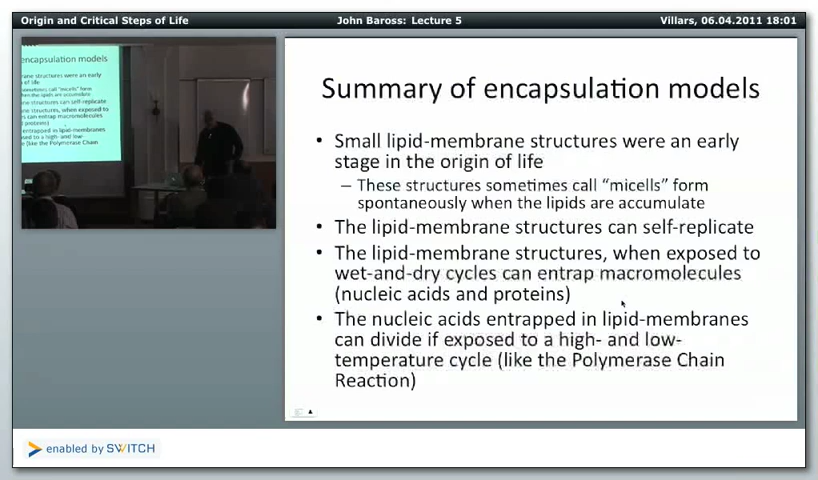 Origin and Critical Steps of Life
John Baross: Lecture 5
Villars, 06.04.2011 18:01
encapsulation models
Summary of encapsulation models
• Small lipid-membrane structures were an early
stage in the origin of life
– These structures sometimes call “micells” form
spontaneously when the lipids are accumulate
• The lipid-membrane structures can self-replicate
• The lipid-membrane structures, when exposed to
wet-and-dry cycles can entrap macromolecules
(nucleic acids and proteins)
• The nucleic acids entrapped in lipid-membranes
can divide if exposed to a high- and low-
temperature cycle (like the Polymerase Chain
Reaction)
enabled by SWITCH